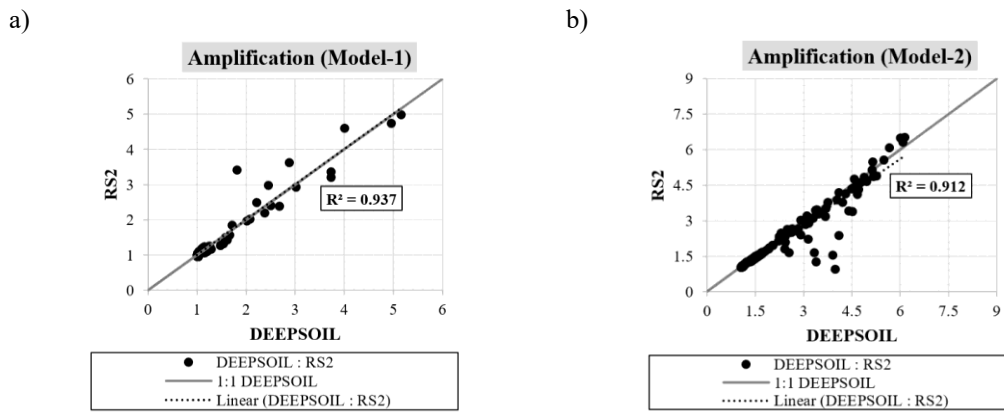 a)
Amplification (Model-1)
6
5
4
3
2
1
0
RS2
R² = 0.937
0 1 2 3 4 5 6
DEEPSOIL
DEEPSOIL : RS2
1:1 DEEPSOIL
Linear (DEEPSOIL : RS2)
b)
Amplification (Model-2)
9
7.5
6
4.5
3
1.5
0
RS2
R² = 0.912
0 1.5 3 4.5 6 7.5 9
DEEPSOIL
DEEPSOIL : RS2
1:1 DEEPSOIL
Linear (DEEPSOIL : RS2)